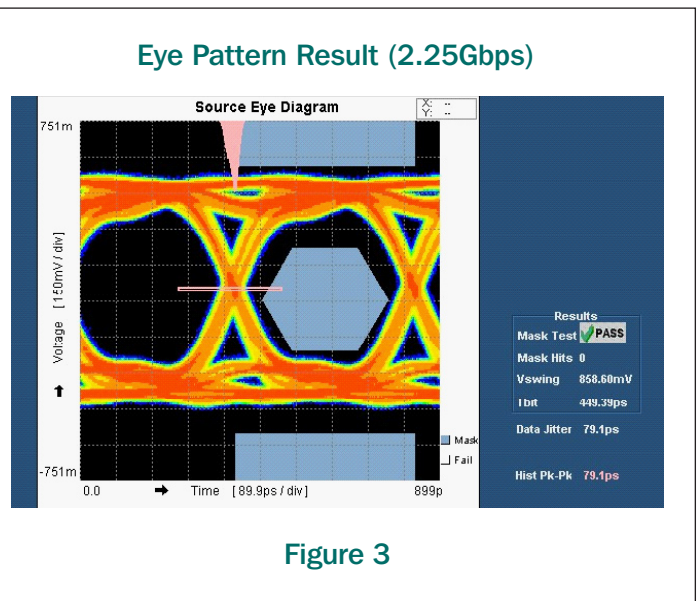 Eye Pattern Result (2.25Gbps)
Source Eye Diagram
X: --
Y: --
751m
Voltage [150mV / div]
-751m
0.0
Time [89.9ps / div]
899p
Mask
Fail
Results
Mask Test PASS
Mask Hits 0
Vswing 858.60mV
Tbit 449.39ps
Data Jitter 79.1ps
Hist Pk-Pk 79.1ps
Figure 3